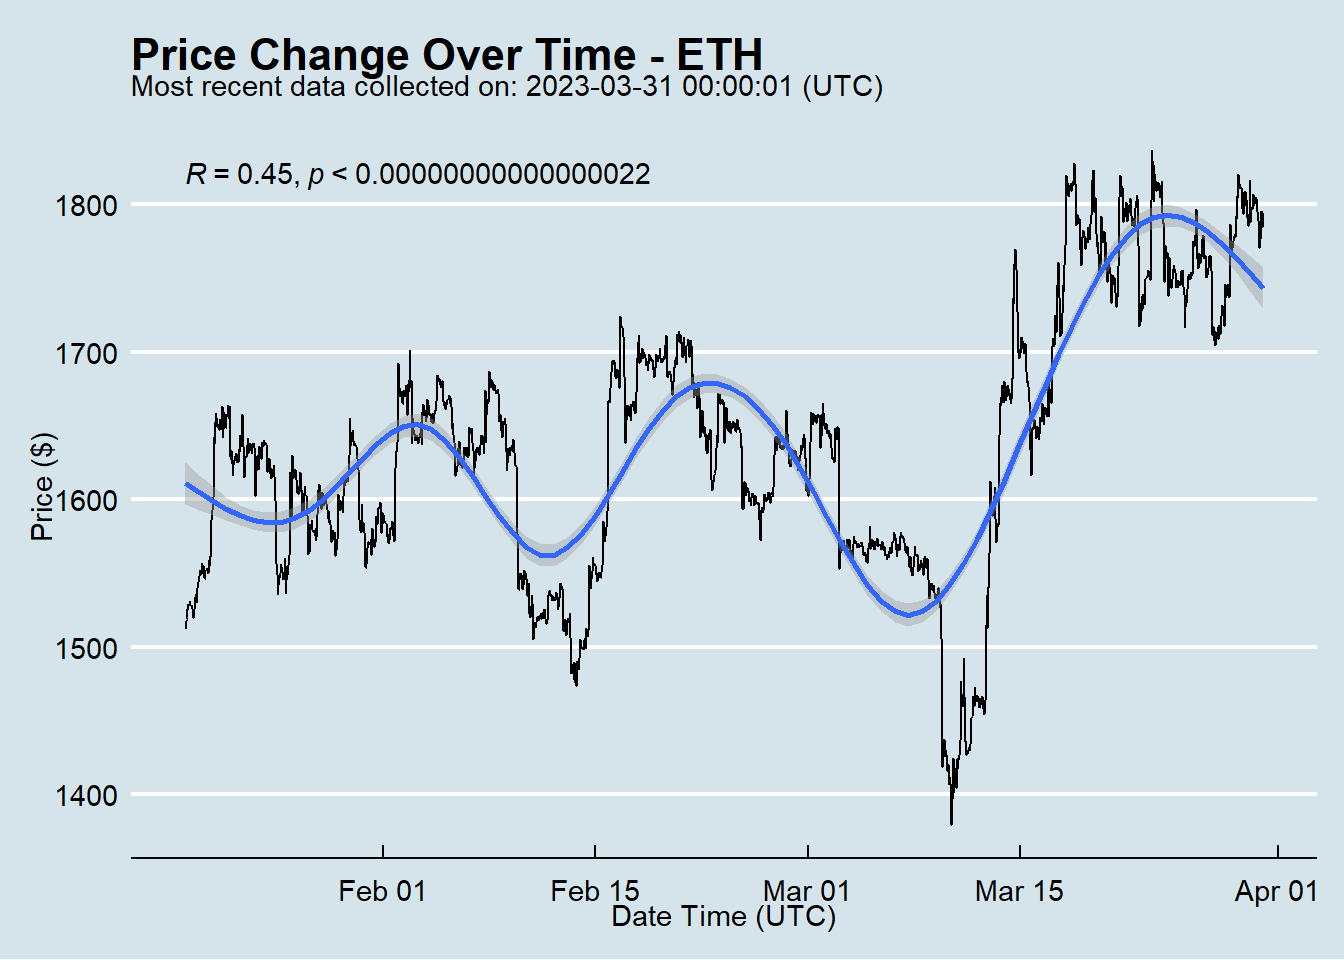 Price Change Over Time - ETH
Most recent data collected on: 2023-03-31 00:00:01 (UTC)
R = 0.45, p < 0.00000000000000022
1800
1700
1600
1500
1400
Price ($)
Feb 01
Feb 15
Mar 01
Mar 15
Apr 01
Date Time (UTC)